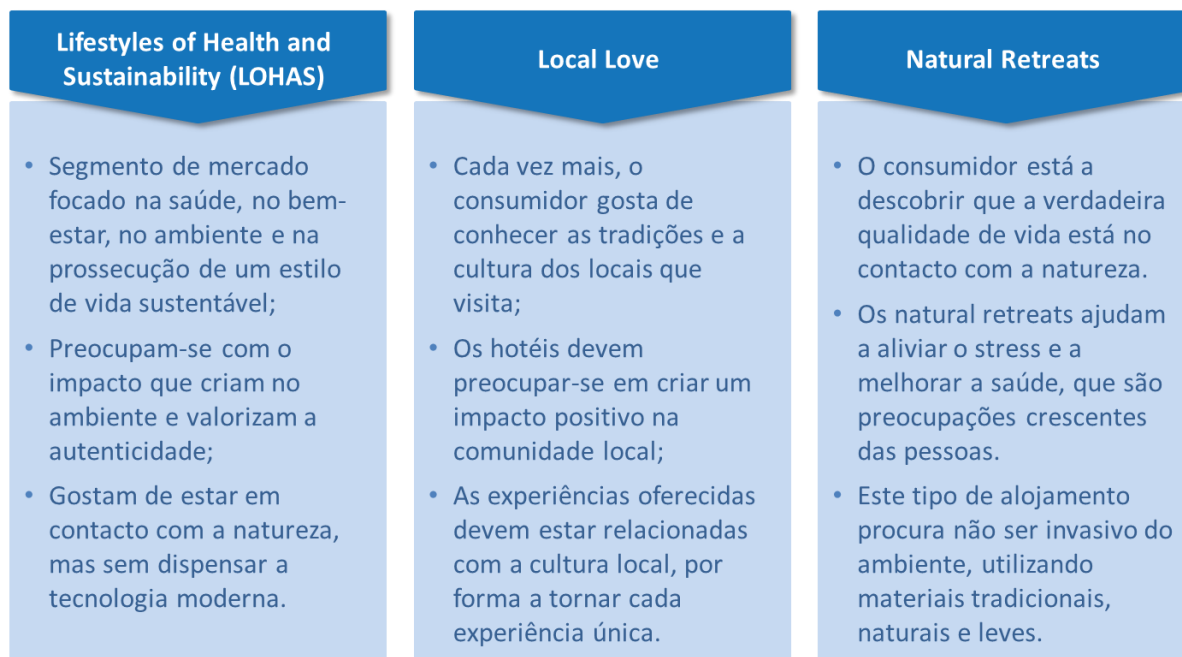 Lifestyles of Health and
Sustainability (LOHAS)
• Segmento de mercado
focado na saúde, no bem-
estar, no ambiente e na
prossecução de um estilo
de vida sustentável;
• Preocupam-se com o
impacto que criam no
ambiente e valorizam a
autenticidade;
• Gostam de estar em
contacto com a natureza,
mas sem dispensar a
tecnologia moderna.
Local Love
• Cada vez mais, o
consumidor gosta de
conhecer as tradições e a
cultura dos locais que
visita;
• Os hotéis devem
preocupar-se em criar um
impacto positivo na
comunidade local;
• As experiências oferecidas
devem estar relacionadas
com a cultura local, por
forma a tornar cada
experiência única.
Natural Retreats
• O consumidor está a
descobrir que a verdadeira
qualidade de vida está no
contacto com a natureza.
• Os natural retreats ajudam
a aliviar o stress e a
melhorar a saúde, que são
preocupações crescentes
das pessoas.
• Este tipo de alojamento
procura não ser invasivo do
ambiente, utilizando
materiais tradicionais,
naturais e leves.